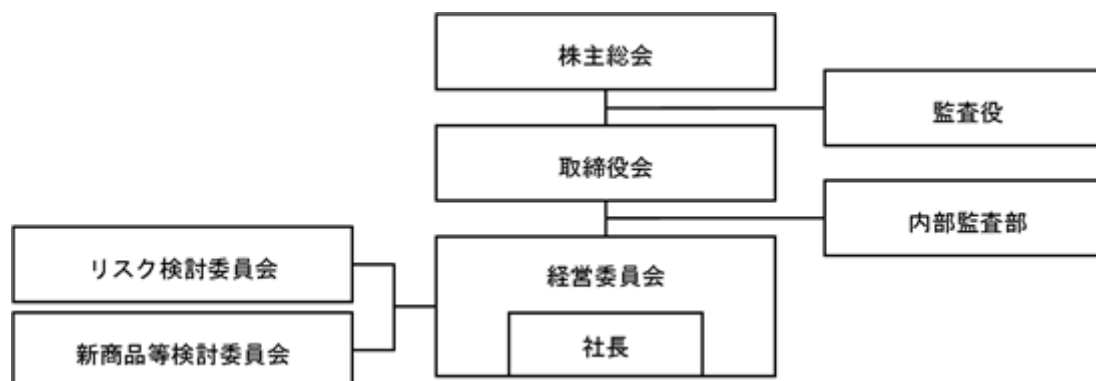 株主総会
監査役
取締役会
内部監査部
リスク検討委員会
経営委員会
新商品等検討委員会
社長